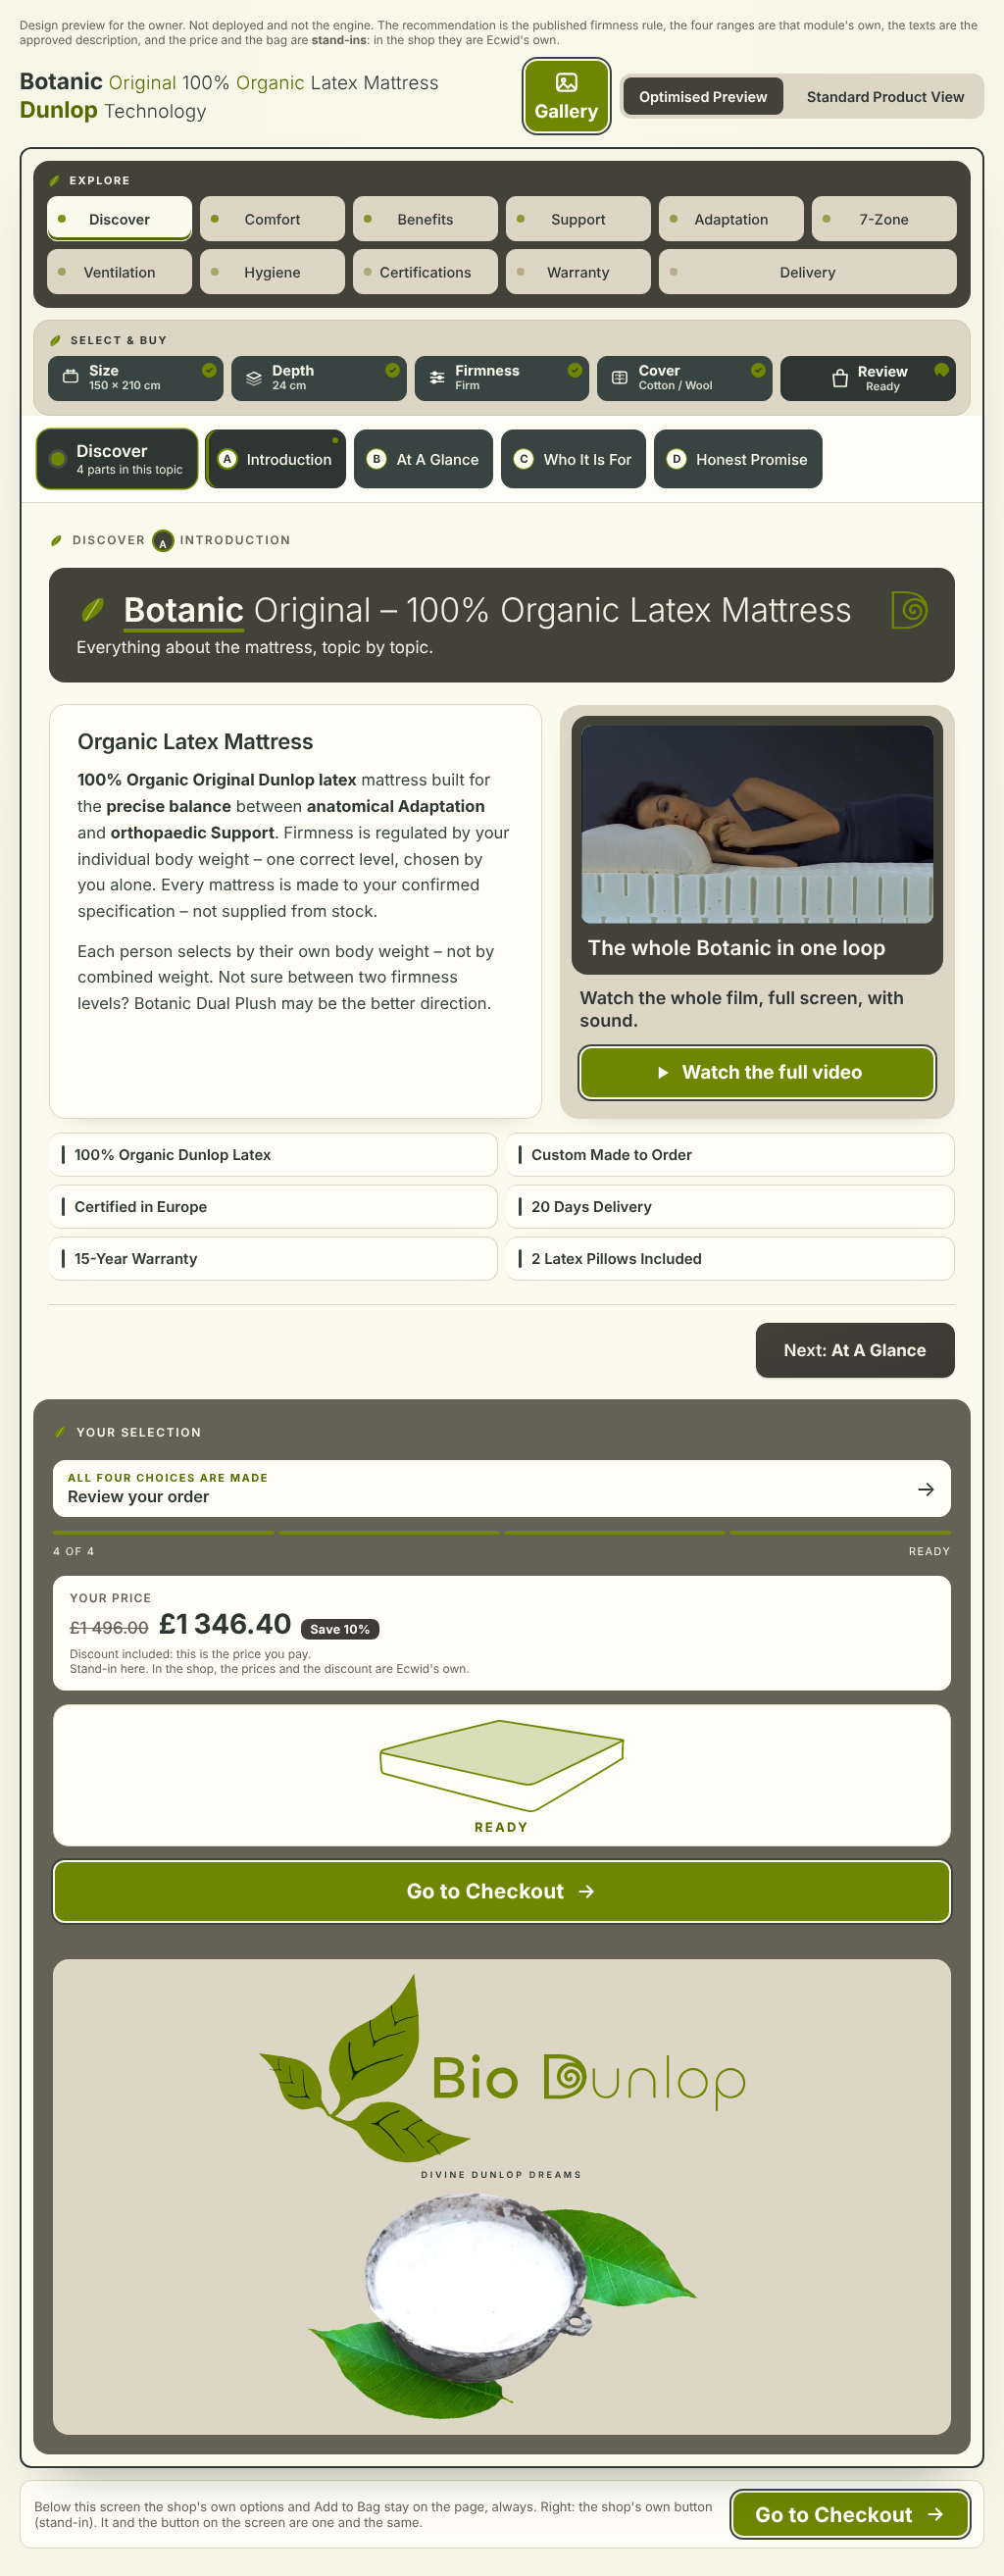 Design preview for the owner. Not deployed and not the engine. The recommendation is the published firmness rule, the four ranges are that module's own, the texts are the
approved description, and the price and the bag are stand-ins: in the shop they are Ecwid's own.
Botanic Original 100% Organic Latex Mattress
Dunlop Technology
Gallery
Optimised Preview
Standard Product View
EXPLORE
Discover
Comfort
Benefits
Support
Adaptation
7-Zone
Ventilation
Hygiene
Certifications
Warranty
Delivery
SELECT & BUY
Size
150 × 210 cm
Depth
24 cm
Firmness
Firm
Cover
Cotton / Wool
Review
Ready
Discover
4 parts in this topic
A Introduction
B At A Glance
C Who It Is For
D Honest Promise
DISCOVER A INTRODUCTION
Botanic Original – 100% Organic Latex Mattress
Everything about the mattress, topic by topic.
Organic Latex Mattress
100% Organic Original Dunlop latex mattress built for
the precise balance between anatomical Adaptation
and orthopaedic Support. Firmness is regulated by your
individual body weight – one correct level, chosen by
you alone. Every mattress is made to your confirmed
specification – not supplied from stock.
Each person selects by their own body weight – not by
combined weight. Not sure between two firmness
levels? Botanic Dual Plush may be the better direction.
The whole Botanic in one loop
Watch the whole film, full screen, with
sound.
Watch the full video
100% Organic Dunlop Latex
Custom Made to Order
Certified in Europe
20 Days Delivery
15-Year Warranty
2 Latex Pillows Included
Next: At A Glance
YOUR SELECTION
ALL FOUR CHOICES ARE MADE
Review your order
4 OF 4
READY
YOUR PRICE
£1 496.00 £1 346.40 Save 10%
Discount included: this is the price you pay.
Stand-in here. In the shop, the prices and the discount are Ecwid's own.
READY
Go to Checkout
Bio Dunlop
DIVINE DUNLOP DREAMS
Below this screen the shop's own options and Add to Bag stay on the page, always. Right: the shop's own button
(stand-in). It and the button on the screen are one and the same.
Go to Checkout